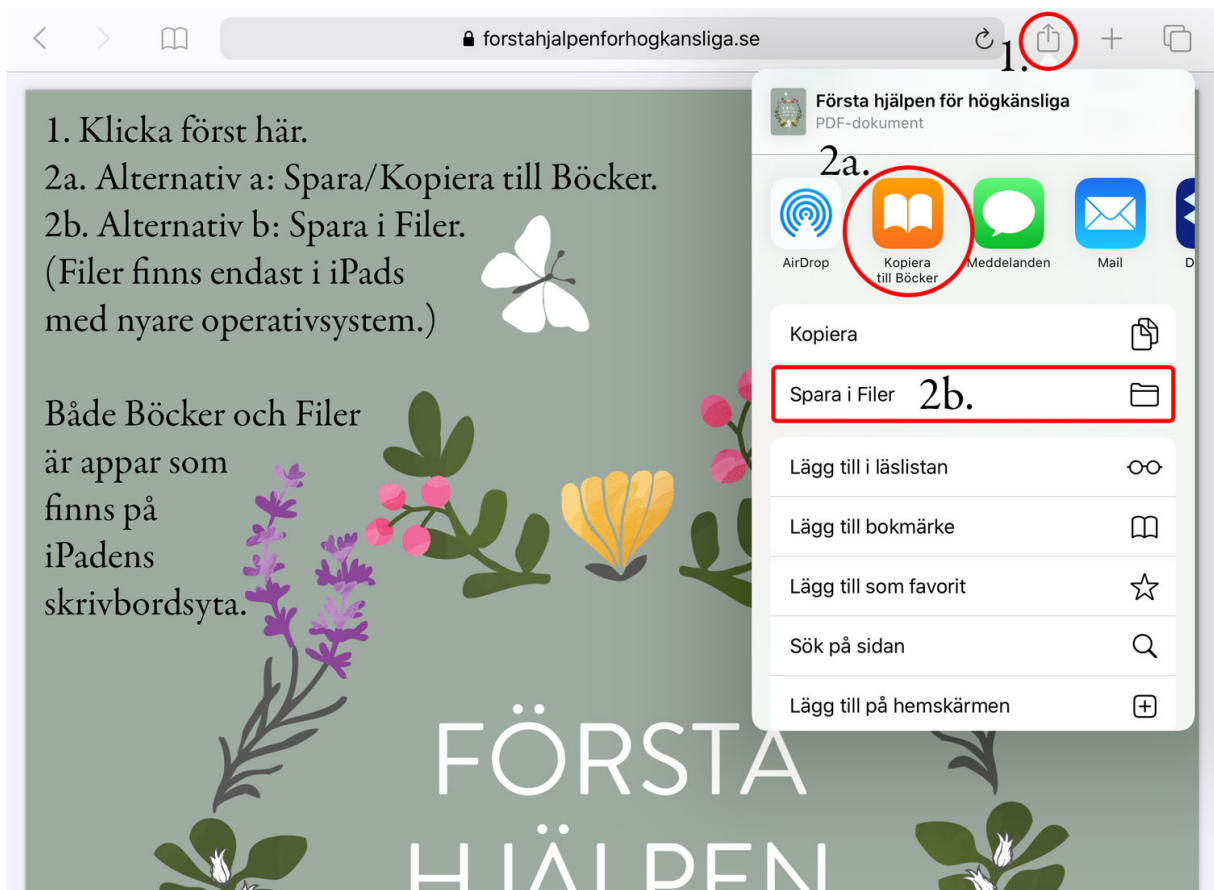 forstahjalpenforhogkansliga.se
1.
1. Klicka först här.
2a. Alternativ a: Spara/Kopiera till Böcker.
2b. Alternativ b: Spara i Filer.
(Filer finns endast i iPads
med nyare operativsystem.)
Både Böcker och Filer
är appar som
finns på
iPadens
skrivbordsyta.
FÖRSTA
HJÄLPEN
Första hjälpen för högkänsliga
PDF-dokument
2a.
AirDrop
Kopiera
till Böcker
Meddelanden
Mail
D
Kopiera
Spara i Filer 2b.
Lägg till i läslistan
Lägg till bokmärke
Lägg till som favorit
Sök på sidan
Lägg till på hemskärmen